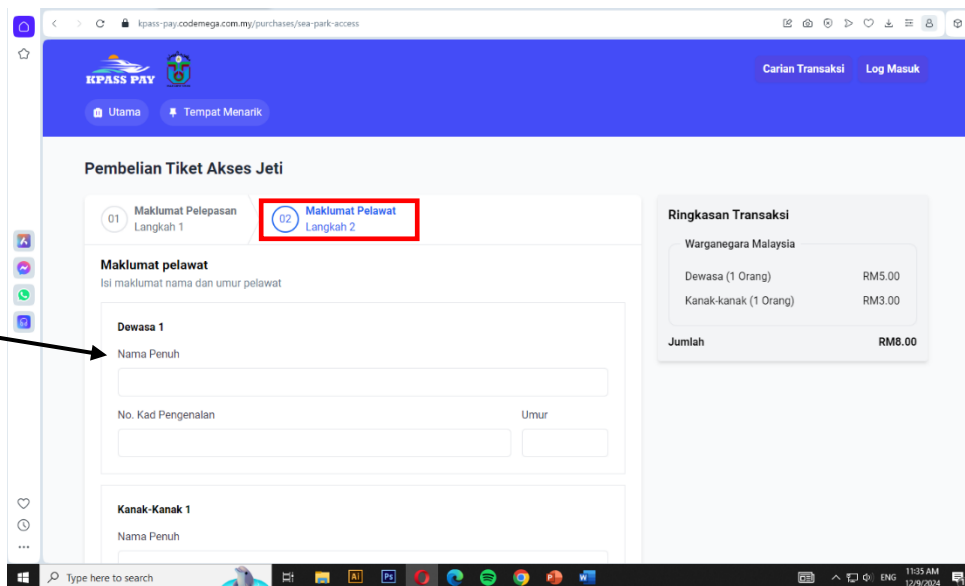 kpass-pay.codemega.com.my/purchases/sea-park-access
KPASS PAY
Carian Transaksi
Log Masuk
Utama
Tempat Menarik
Pembelian Tiket Akses Jeti
01
Maklumat Pelepasan
Langkah 1
02
Maklumat Pelawat
Langkah 2
Maklumat pelawat
Isi maklumat nama dan umur pelawat
Dewasa 1
Nama Penuh
No. Kad Pengenalan
Umur
Kanak-Kanak 1
Nama Penuh
Ringkasan Transaksi
Warganegara Malaysia
Dewasa (1 Orang) RM5.00
Kanak-kanak (1 Orang) RM3.00
Jumlah RM8.00
Type here to search
Ai
Ps
ENG
11:35 AM
12/9/2024